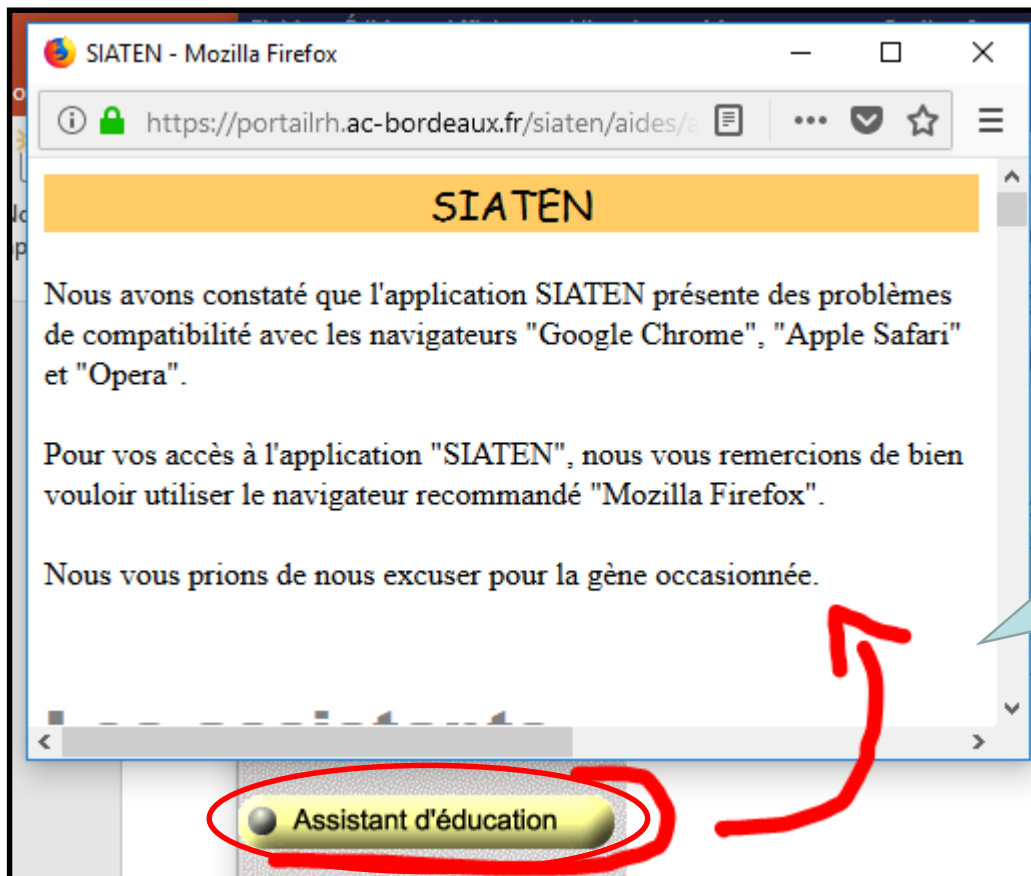 SIATEN - Mozilla Firefox
https://portailrh.ac-bordeaux.fr/siaten/aides/a
SIATEN
Nous avons constaté que l'application SIATEN présente des problèmes
de compatibilité avec les navigateurs "Google Chrome", "Apple Safari"
et "Opera".
Pour vos accès à l'application "SIATEN", nous vous remercions de bien
vouloir utiliser le navigateur recommandé "Mozilla Firefox".
Nous vous prions de nous excuser pour la gène occasionnée.
Assistant d'éducation